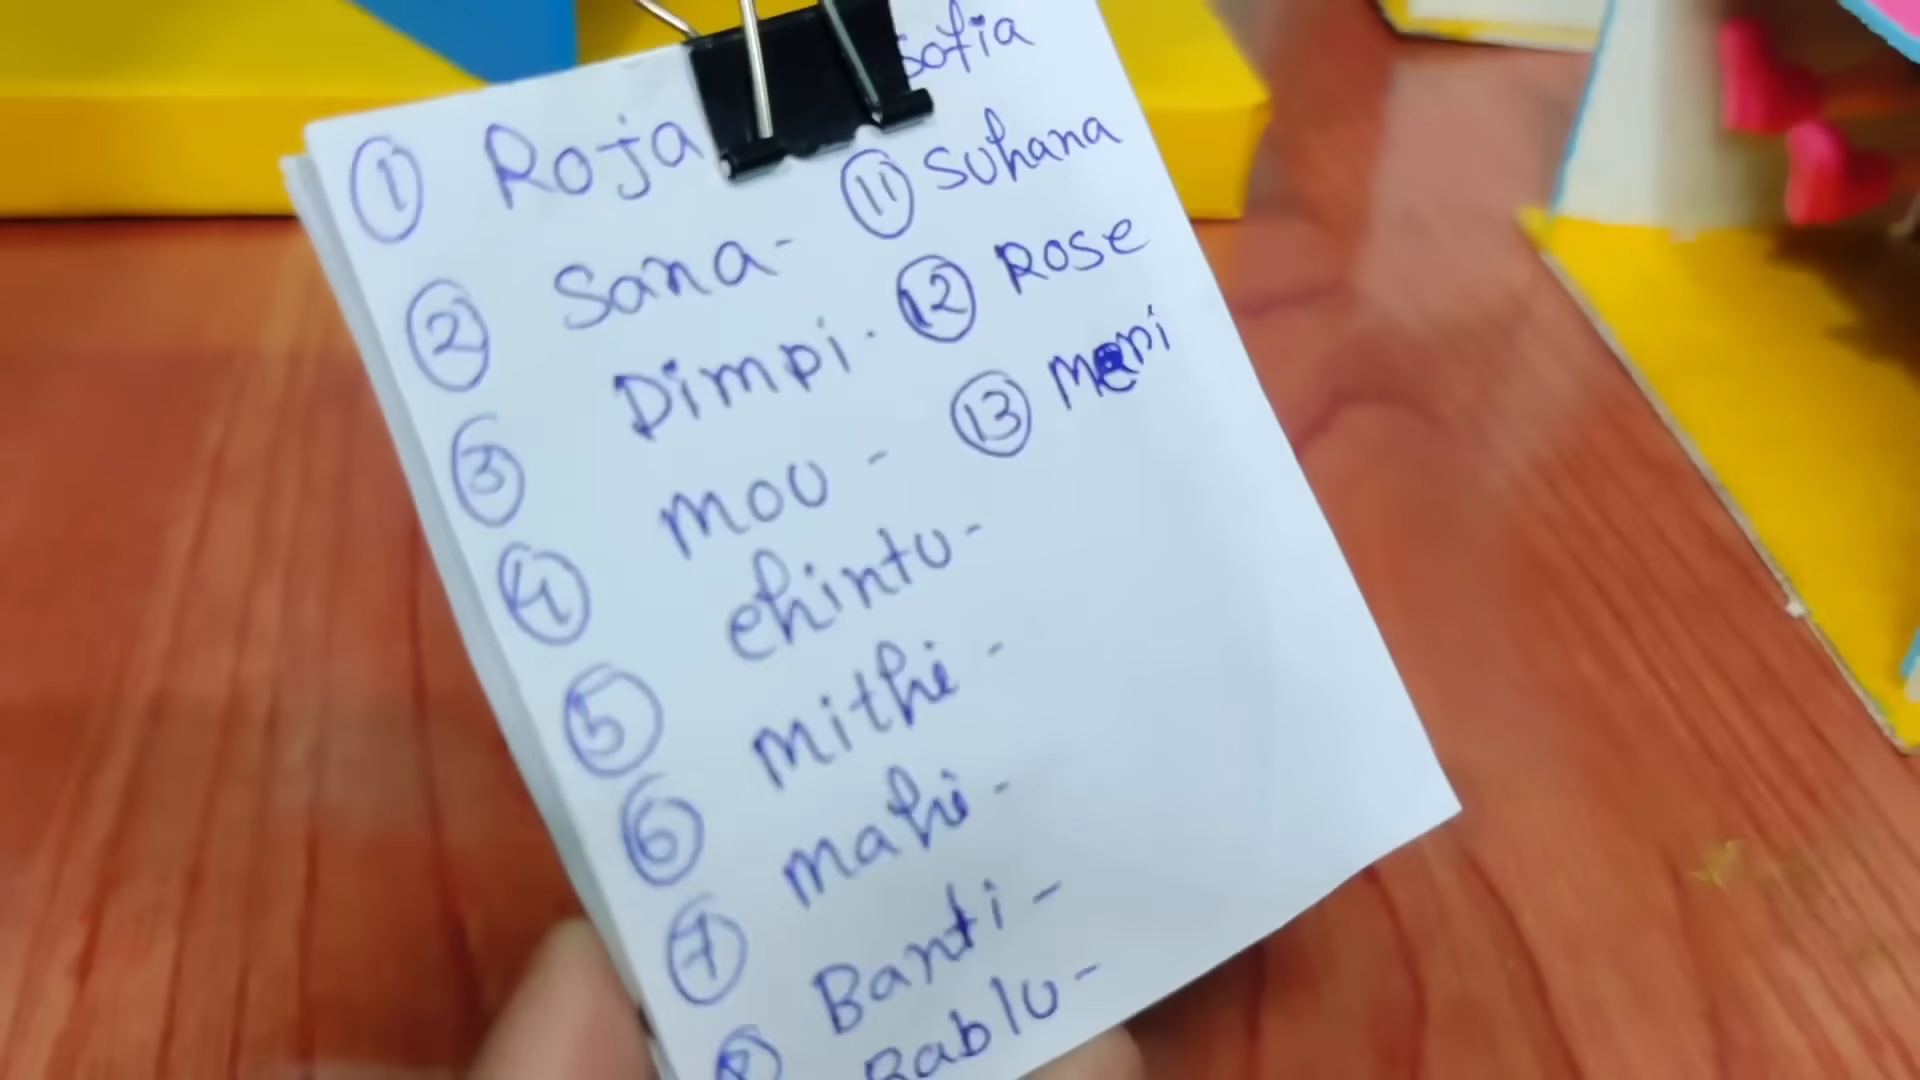 ① Roja
② Sana-
③ Dimpi-
④ Mou -
⑤ Chintu-
⑥ Mithi -
⑦ Mahi -
⑧ Banti -
Bablu -
Sofia
⑪ Suhana
⑫ Rose
⑬